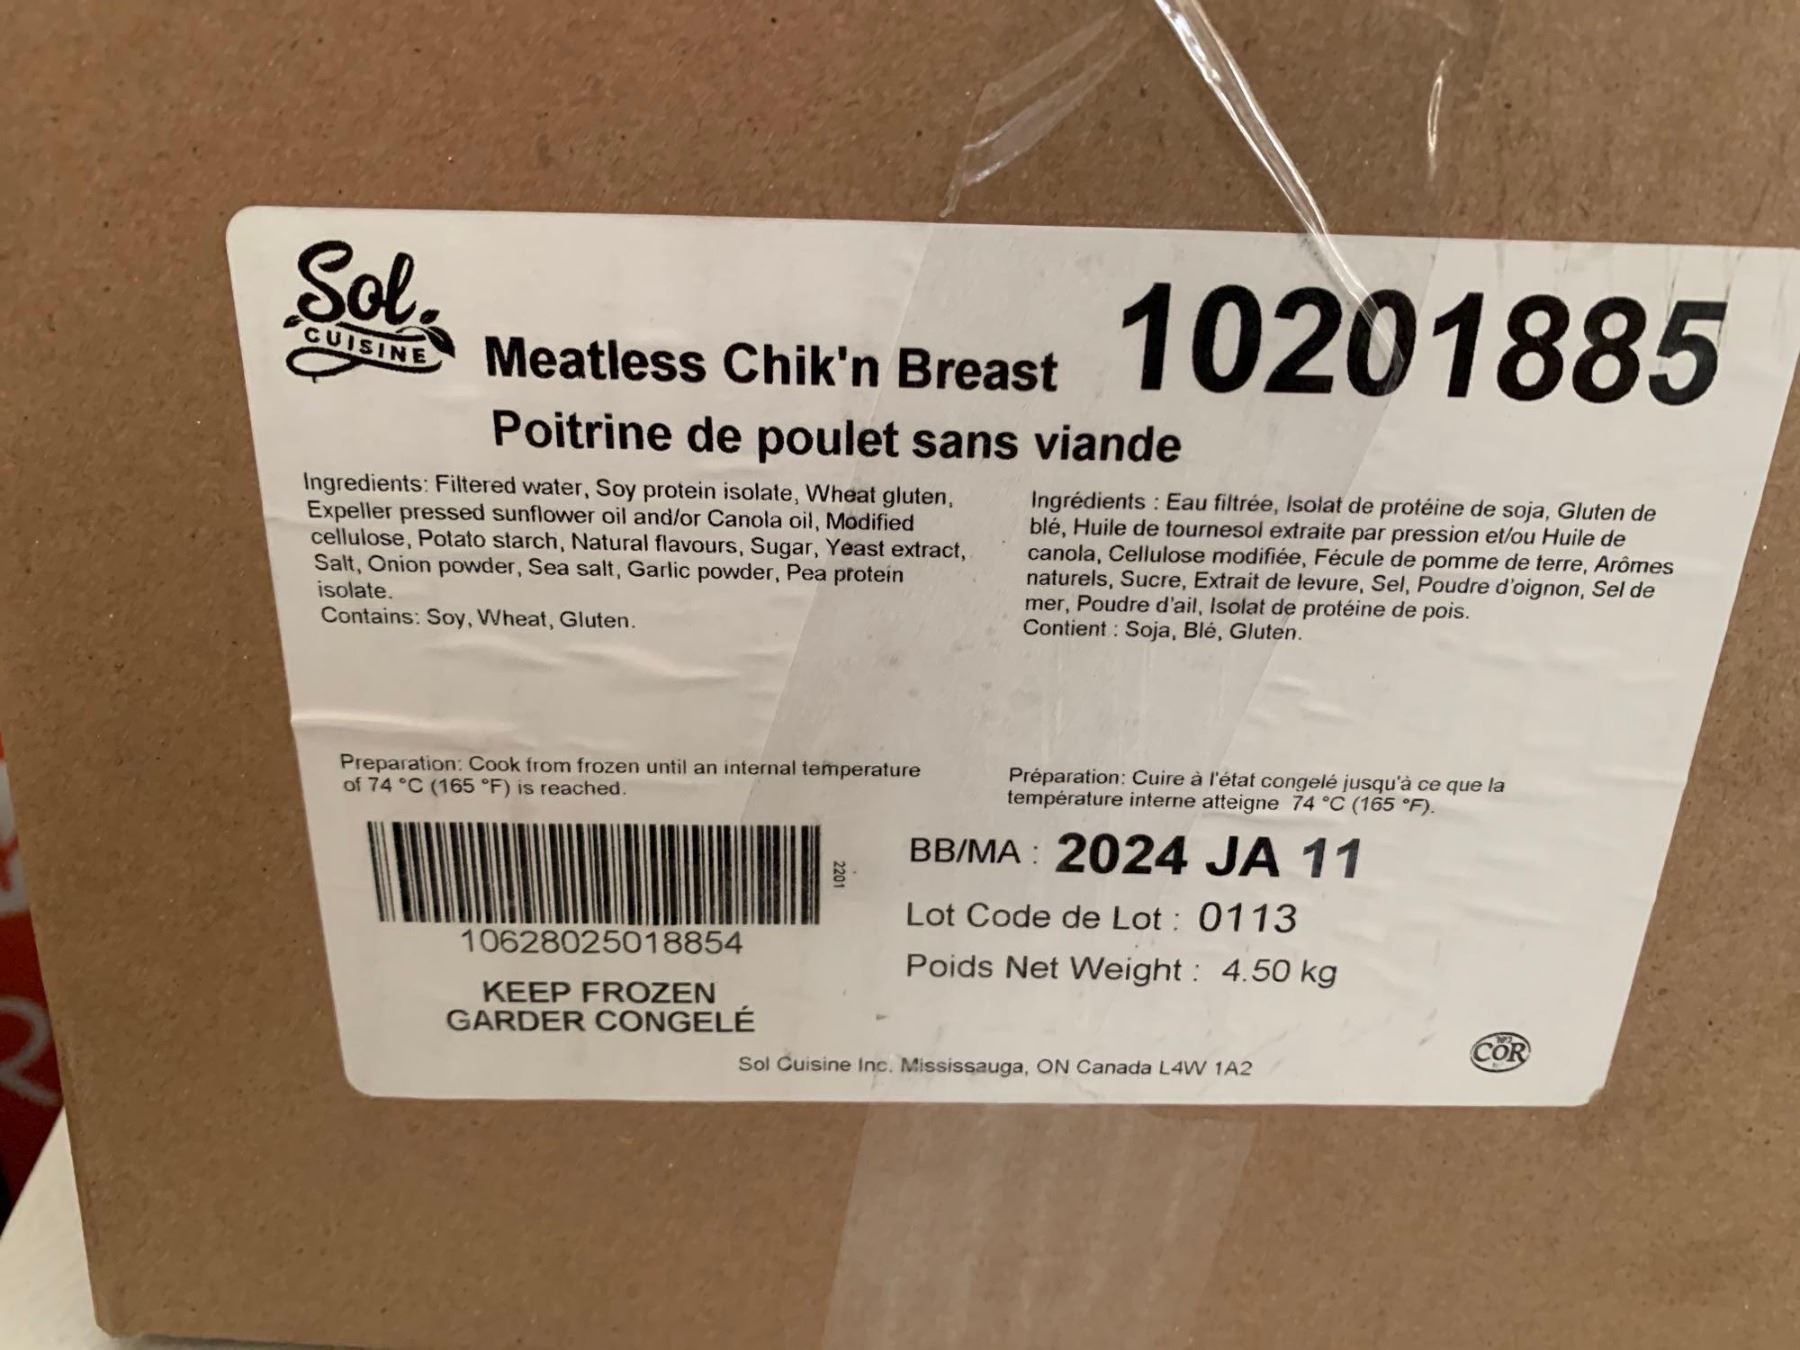 Sol
CUISINE
Meatless Chik'n Breast
10201885
Poitrine de poulet sans viande
Ingredients: Filtered water, Soy protein isolate, Wheat gluten,
Expeller pressed sunflower oil and/or Canola oil, Modified
cellulose, Potato starch, Natural flavours, Sugar, Yeast extract,
Salt, Onion powder, Sea salt, Garlic powder, Pea protein
isolate.
Contains: Soy, Wheat, Gluten.
Ingrédients : Eau filtrée, Isolat de protéine de soja, Gluten de
blé, Huile de tournesol extraite par pression et/ou Huile de
canola, Cellulose modifiée, Fécule de pomme de terre, Arômes
naturels, Sucre, Extrait de levure, Sel, Poudre d'oignon, Sel de
mer, Poudre d'ail, Isolat de protéine de pois.
Contient : Soja, Blé, Gluten.
Preparation: Cook from frozen until an internal temperature
of 74 °C (165 °F) is reached.
Préparation: Cuire à l'état congelé jusqu'à ce que la
température interne atteigne 74 °C (165 °F).
2201
10628025018854
KEEP FROZEN
GARDER CONGELÉ
BB/MA : 2024 JA 11
Lot Code de Lot : 0113
Poids Net Weight : 4.50 kg
Sol Cuisine Inc. Mississauga, ON Canada L4W 1A2
COR